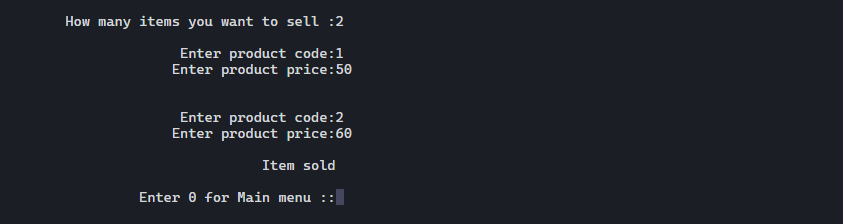 How many items you want to sell :2
Enter product code:1
Enter product price:50
Enter product code:2
Enter product price:60
Item sold
Enter 0 for Main menu ::